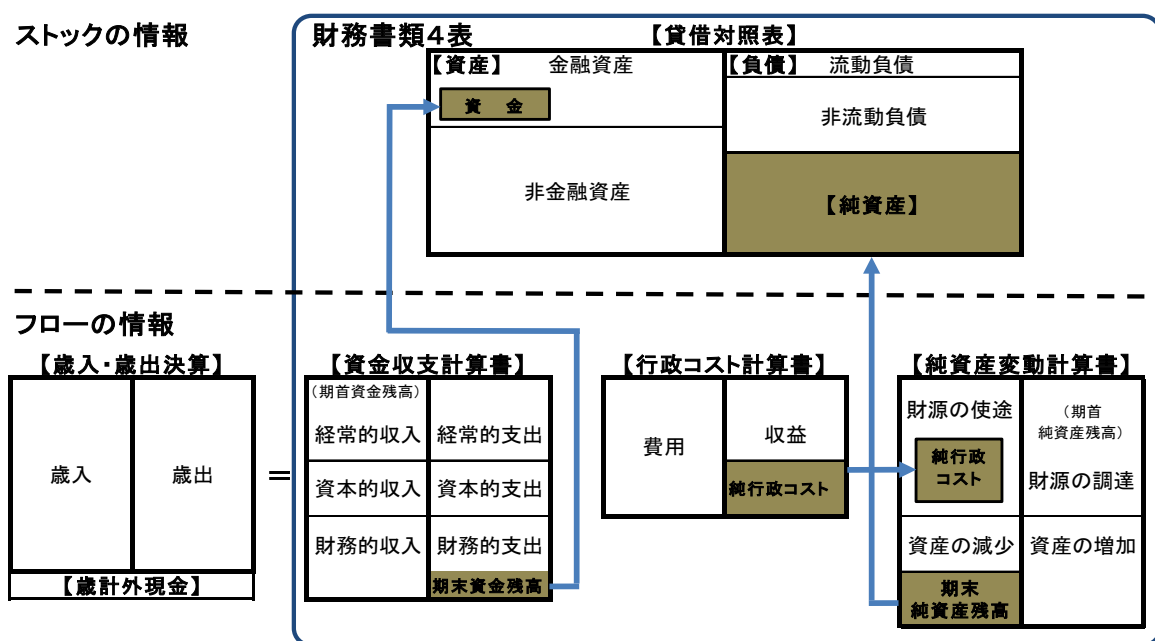 ストックの情報
財務書類4表
【貸借対照表】
【資産】 金融資産
【負債】 流動負債
資 金
非流動負債
非金融資産
【純資産】
フローの情報
【歳入・歳出決算】
【資金収支計算書】
【行政コスト計算書】
【純資産変動計算書】
歳入
歳出
【歳計外現金】
=
(期首資金残高)
経常的収入
経常的支出
資本的収入
資本的支出
財務的収入
財務的支出
期末資金残高
費用
収益
純行政コスト
財源の使途
(期首
純資産残高)
純行政
コスト
財源の調達
資産の減少
資産の増加
期末
純資産残高